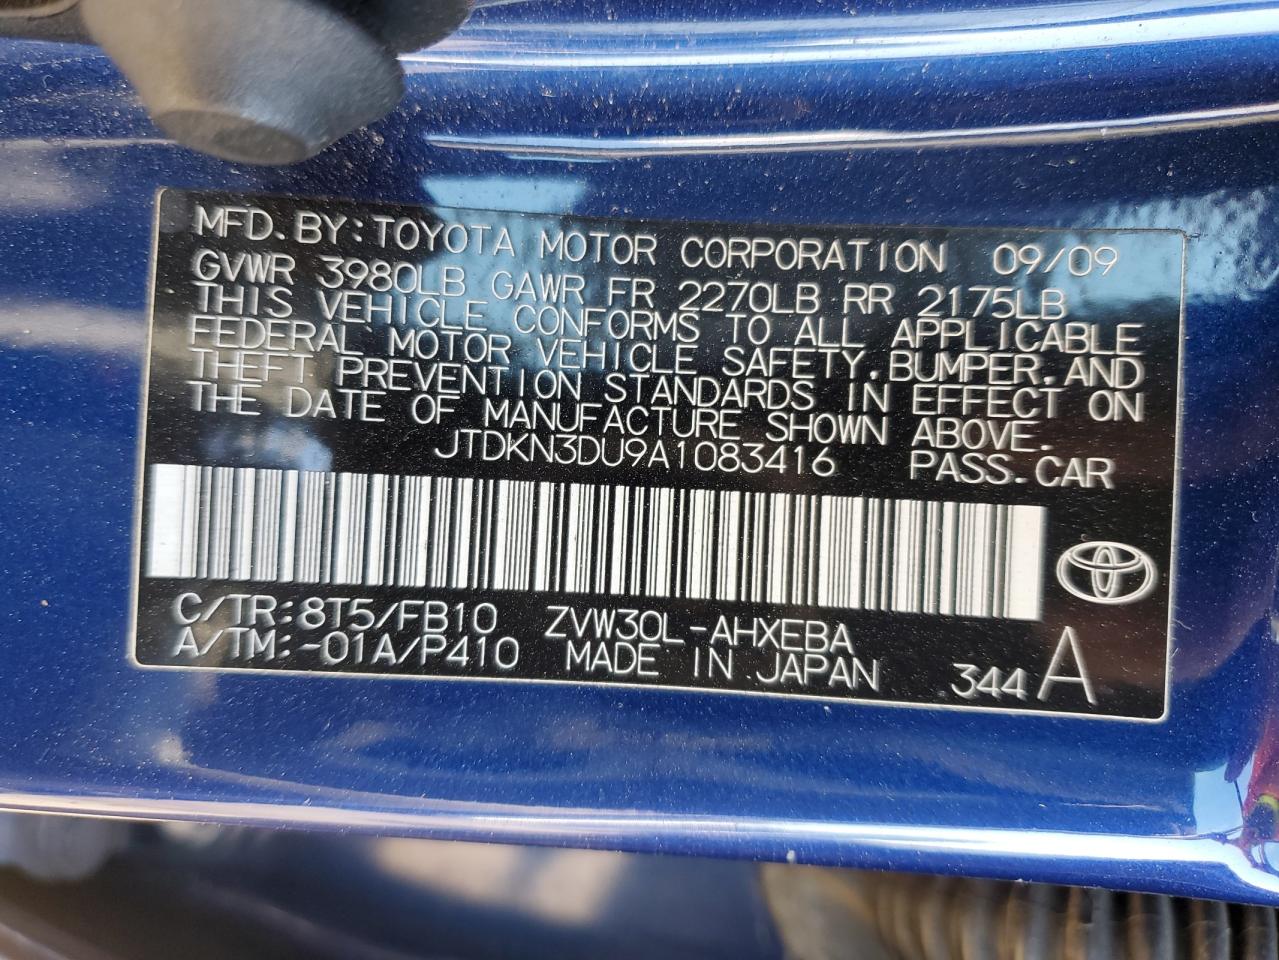 MFD. BY: TOYOTA MOTOR CORPORATION 09/09
GVWR 3980LB GAWR FR 2270LB RR 2175LB
THIS VEHICLE CONFORMS TO ALL APPLICABLE
FEDERAL MOTOR VEHICLE SAFETY, BUMPER, AND
THEFT PREVENTION STANDARDS IN EFFECT ON
THE DATE OF MANUFACTURE SHOWN ABOVE.
JTDKN3DU9A1083416 PASS. CAR
C/TR: 8T5/FB10 ZVW30L-AHXEBA
A/TM: -01A/P410 MADE IN JAPAN 344 A